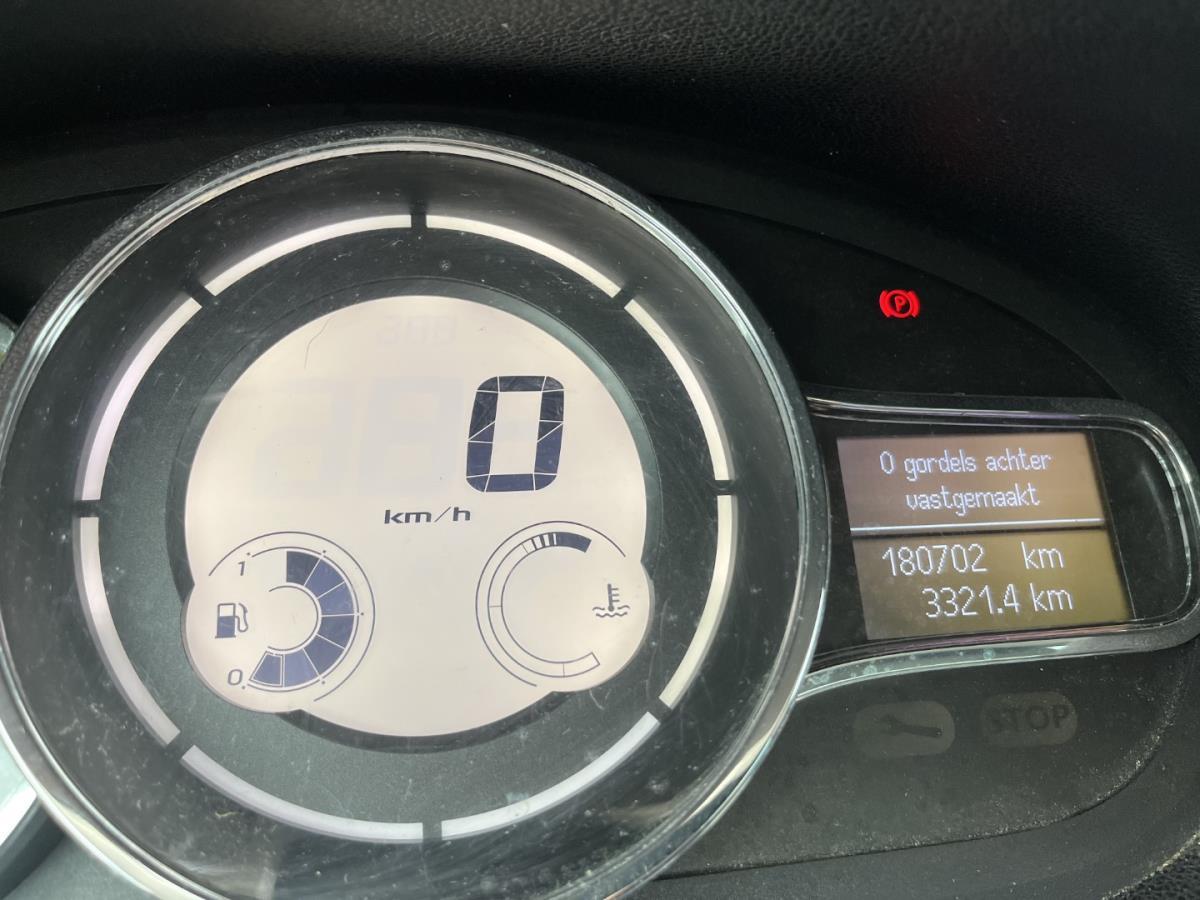 0
km/h
1
0
P
0 gordels achter
vastgemaakt
180702 km
3321.4 km
STOP